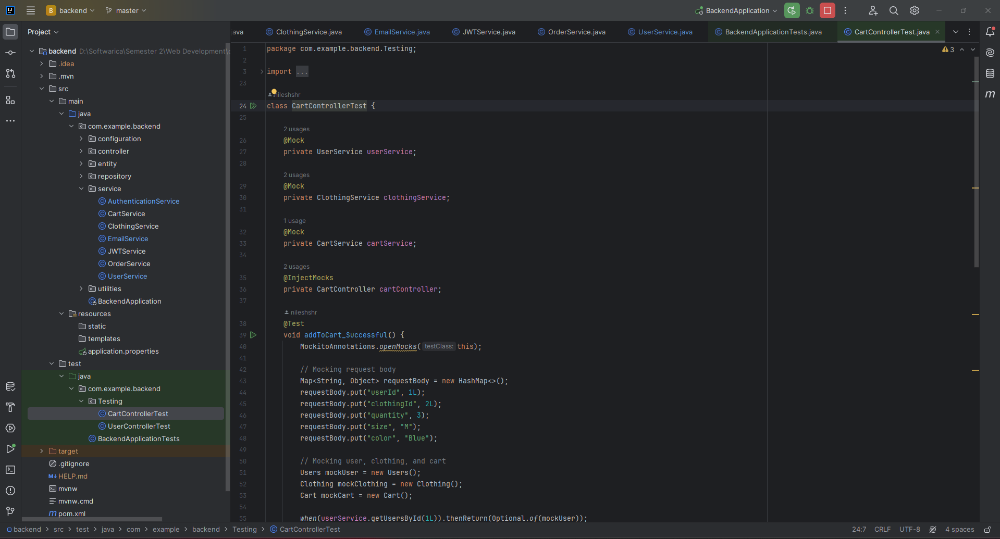 B backend master BackendApplication
Project
ava ClothingService.java EmailService.java JWTService.java OrderService.java UserService.java BackendApplicationTests.java CartControllerTest.java
backend D:\Softwarica\Semester 2\Web Development\c
.idea
.mvn
src
main
java
com.example.backend
configuration
controller
entity
repository
service
AuthenticationService
CartService
ClothingService
EmailService
JWTService
OrderService
UserService
utilities
BackendApplication
resources
static
templates
application.properties
test
java
com.example.backend
Testing
CartControllerTest
UserControllerTest
BackendApplicationTests
target
.gitignore
HELP.md
mvnw
mvnw.cmd
pom.xml
3
1 package com.example.backend.Testing;
2
3 import ...
23
nileshshr
24 class CartControllerTest {
25
2 usages
26 @Mock
27 private UserService userService;
28
2 usages
29 @Mock
30 private ClothingService clothingService;
31
1 usage
32 @Mock
33 private CartService cartService;
34
2 usages
35 @InjectMocks
36 private CartController cartController;
37
nileshshr
38 @Test
39 void addToCart_Successful() {
40 MockitoAnnotations.openMocks( testClass: this);
41
42 // Mocking request body
43 Map<String, Object> requestBody = new HashMap<>();
44 requestBody.put("userId", 1L);
45 requestBody.put("clothingId", 2L);
46 requestBody.put("quantity", 3);
47 requestBody.put("size", "M");
48 requestBody.put("color", "Blue");
49
50 // Mocking user, clothing, and cart
51 Users mockUser = new Users();
52 Clothing mockClothing = new Clothing();
53 Cart mockCart = new Cart();
54
55 when(userService.getUsersById(1L)).thenReturn(Optional.of(mockUser));
backend > src > test > java > com > example > backend > Testing > CartControllerTest 24:7 CRLF UTF-8 4 spaces